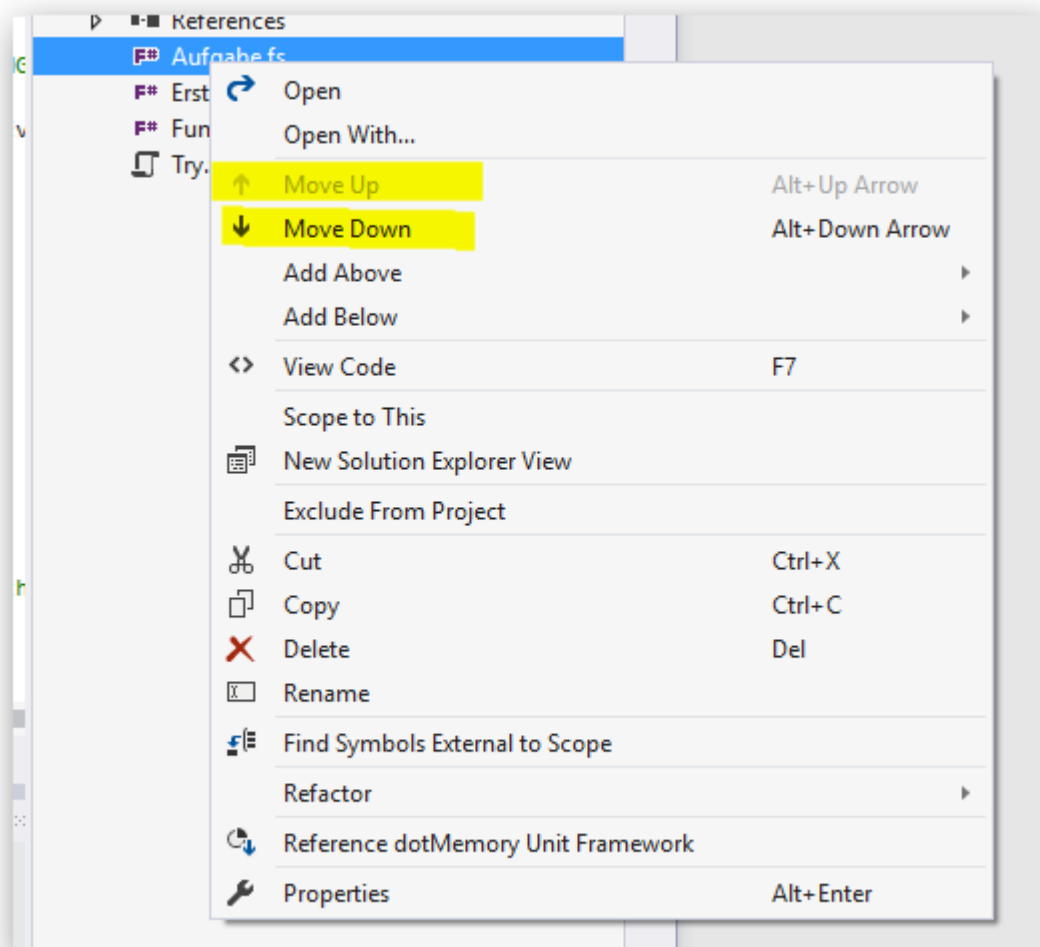 References
F# Aufgabe.fs
F# Erst
F# Fun
Try.
Open
Open With...
Move Up Alt+Up Arrow
Move Down Alt+Down Arrow
Add Above
Add Below
View Code F7
Scope to This
New Solution Explorer View
Exclude From Project
Cut Ctrl+X
Copy Ctrl+C
Delete Del
Rename
Find Symbols External to Scope
Refactor
Reference dotMemory Unit Framework
Properties Alt+Enter